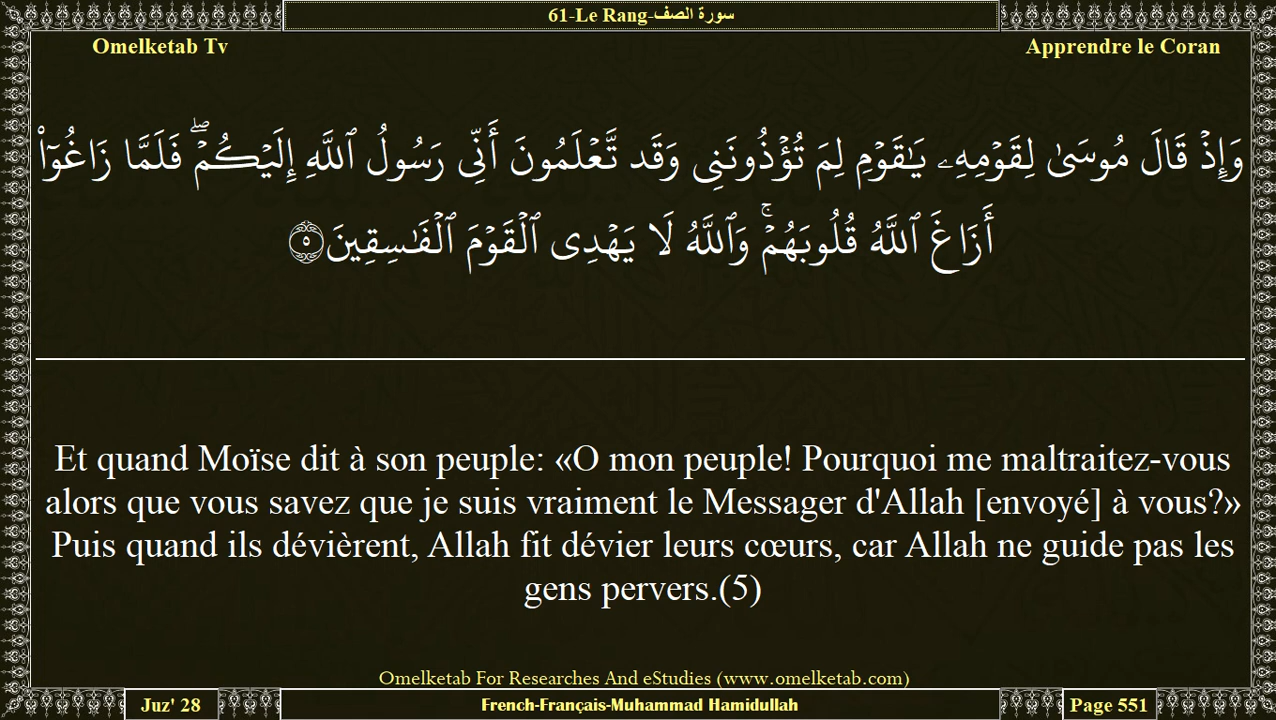 61-Le Rang-سورة الصف
Omelketab Tv
Apprendre le Coran
وَإِذْ قَالَ مُوسَىٰ لِقَوْمِهِۦ يَـٰقَوْمِ لِمَ تُؤْذُونَنِى وَقَد تَّعْلَمُونَ أَنِّى رَسُولُ ٱللَّهِ إِلَيْكُمْ ۖ فَلَمَّا زَاغُوٓا۟
أَزَاغَ ٱللَّهُ قُلُوبَهُمْ ۚ وَٱللَّهُ لَا يَهْدِى ٱلْقَوْمَ ٱلْفَـٰسِقِينَ ﴿٥﴾
Et quand Moïse dit à son peuple: «O mon peuple! Pourquoi me maltraitez-vous
alors que vous savez que je suis vraiment le Messager d'Allah [envoyé] à vous?»
Puis quand ils dévièrent, Allah fit dévier leurs cœurs, car Allah ne guide pas les
gens pervers.(5)
Omelketab For Researches And eStudies (www.omelketab.com)
Juz' 28
French-Français-Muhammad Hamidullah
Page 551